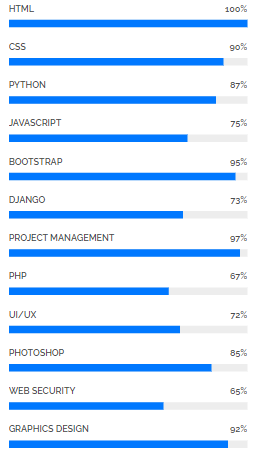 HTML 100%
CSS 90%
PYTHON 87%
JAVASCRIPT 75%
BOOTSTRAP 95%
DJANGO 73%
PROJECT MANAGEMENT 97%
PHP 67%
UI/UX 72%
PHOTOSHOP 85%
WEB SECURITY 65%
GRAPHICS DESIGN 92%